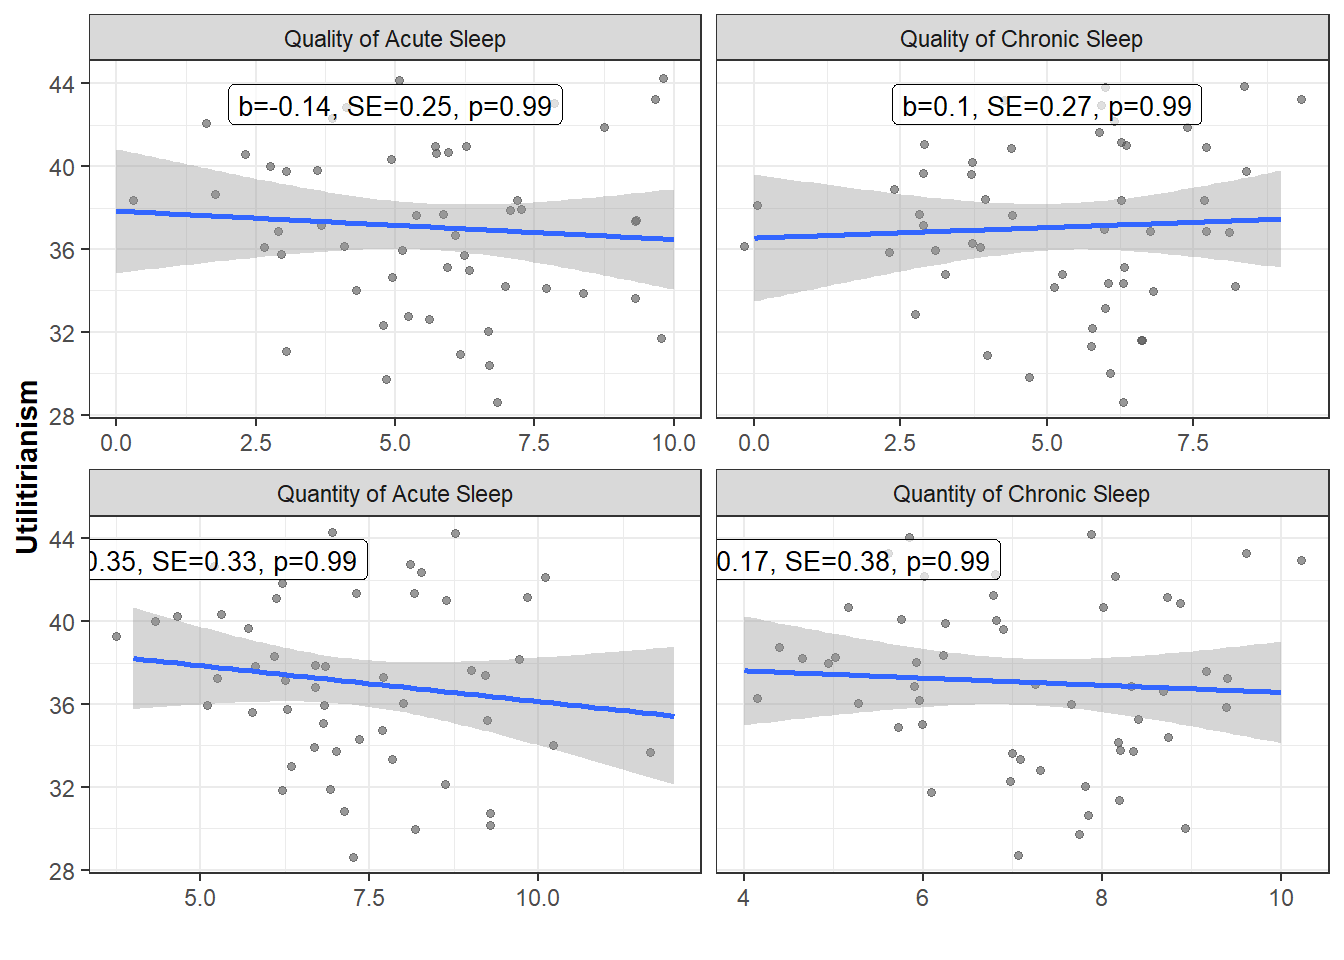 Quality of Acute Sleep
Quality of Chronic Sleep
44
40
36
32
28
b=-0.14, SE=0.25, p=0.99
b=0.1, SE=0.27, p=0.99
0.0 2.5 5.0 7.5 10.0
0.0 2.5 5.0 7.5
Utilitirianism
Quantity of Acute Sleep
Quantity of Chronic Sleep
44
40
36
32
28
0.35, SE=0.33, p=0.99
0.17, SE=0.38, p=0.99
5.0 7.5 10.0
4 6 8 10